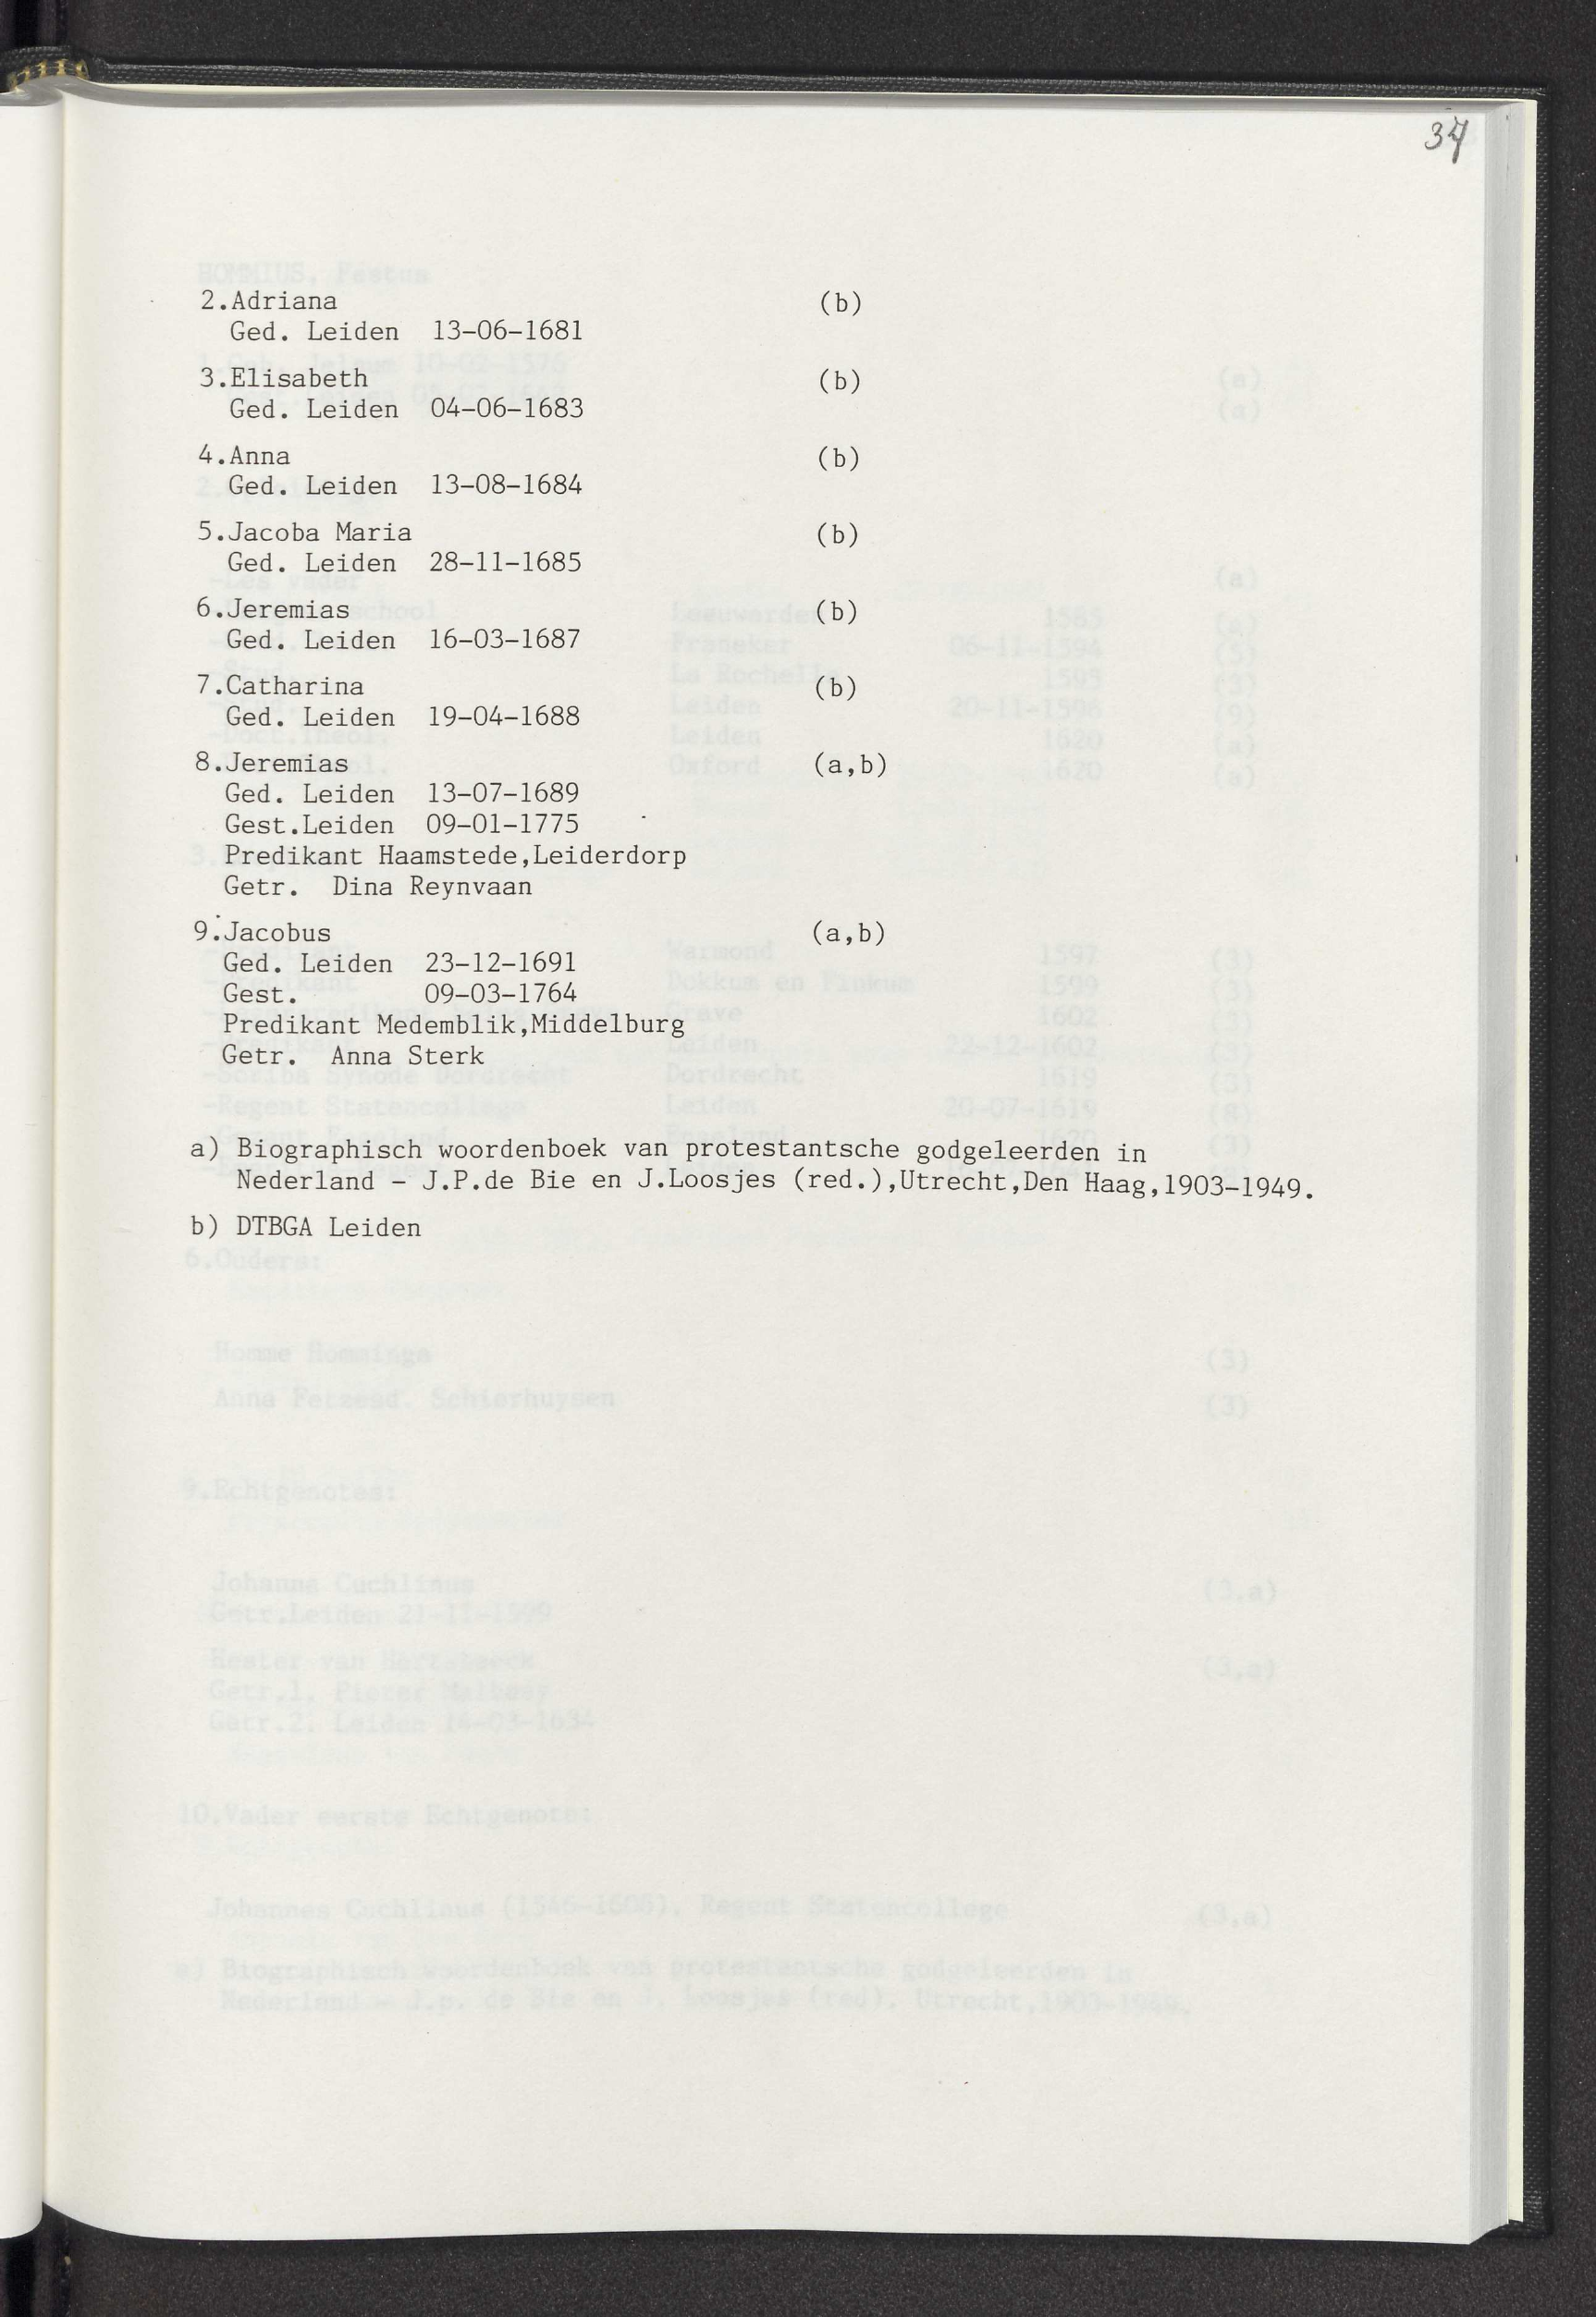 37
2.Adriana (b)
Ged. Leiden 13-06-1681
3.Elisabeth (b)
Ged. Leiden 04-06-1683
4.Anna (b)
Ged. Leiden 13-08-1684
5.Jacoba Maria (b)
Ged. Leiden 28-11-1685
6.Jeremias (b)
Ged. Leiden 16-03-1687
7.Catharina (b)
Ged. Leiden 19-04-1688
8.Jeremias (a,b)
Ged. Leiden 13-07-1689
Gest.Leiden 09-01-1775
Predikant Haamstede,Leiderdorp
Getr. Dina Reynvaan
9.Jacobus (a,b)
Ged. Leiden 23-12-1691
Gest. 09-03-1764
Predikant Medemblik,Middelburg
Getr. Anna Sterk
a) Biographisch woordenboek van protestantsche godgeleerden in
Nederland - J.P.de Bie en J.Loosjes (red.),Utrecht,Den Haag,1903-1949.
b) DTBGA Leiden